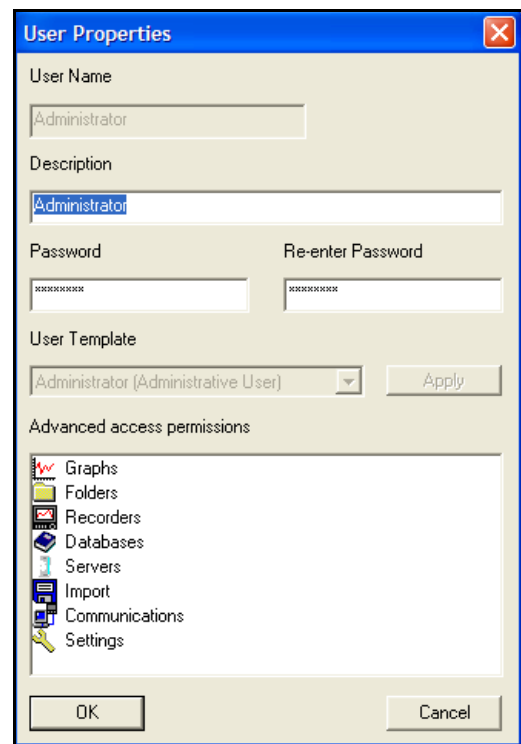 User Properties
User Name
Administrator
Description
Administrator
Password Re-enter Password
******** ********
User Template
Administrator (Administrative User) Apply
Advanced access permissions
Graphs
Folders
Recorders
Databases
Servers
Import
Communications
Settings
OK Cancel